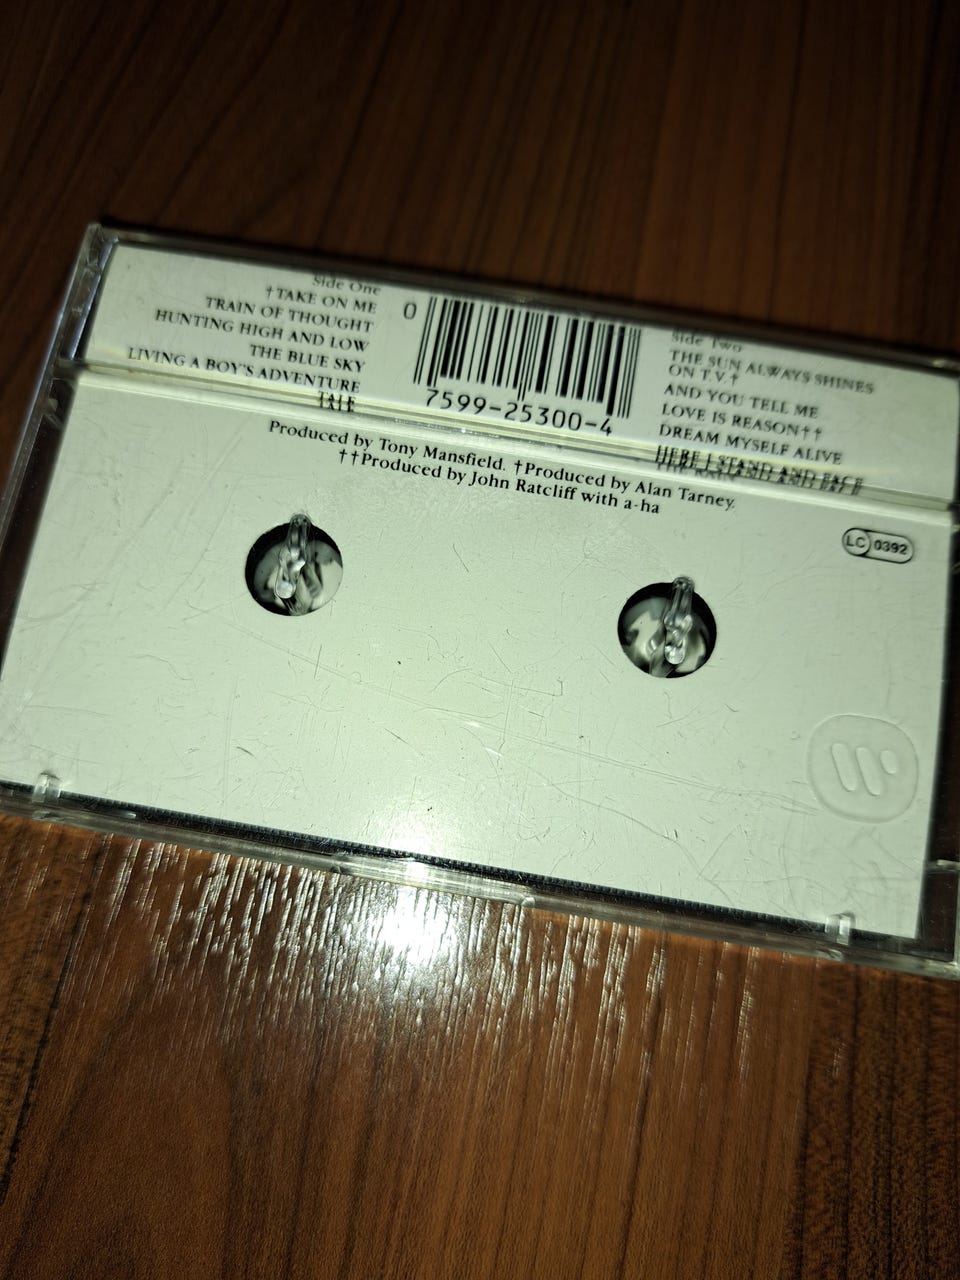 Side One
†TAKE ON ME
TRAIN OF THOUGHT
HUNTING HIGH AND LOW
THE BLUE SKY
LIVING A BOY'S ADVENTURE
TALE
0
7599-25300-4
Side Two
THE SUN ALWAYS SHINES
ON T.V.†
AND YOU TELL ME
LOVE IS REASON††
DREAM MYSELF ALIVE
HERE I STAND AND FACE
THE RAIN
Produced by Tony Mansfield. †Produced by Alan Tarney.
††Produced by John Ratcliff with a-ha
LC 0392